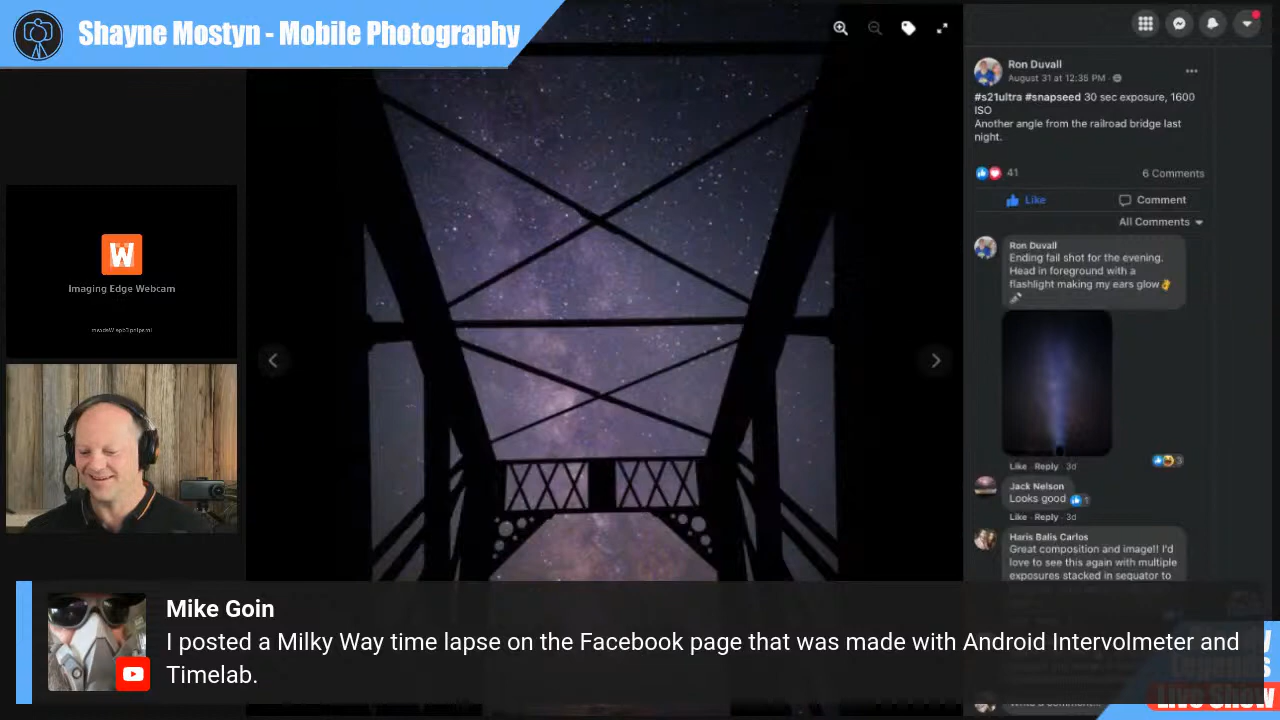 Shayne Mostyn - Mobile Photography
W
Imaging Edge Webcam
Ron Duvall
August 31 at 12:35 PM ·
#s21ultra #snapseed 30 sec exposure, 1600
ISO
Another angle from the railroad bridge last
night.
41
6 Comments
Like
Comment
All Comments
Ron Duvall
Ending fail shot for the evening.
Head in foreground with a
flashlight making my ears glow
3
Like · Reply 3d
Jack Nelson
Looks good
1
Like · Reply · 3d
Haris Balis Carlos
Great composition and image!! I'd
love to see this again with multiple
exposures stacked in sequator to
Mike Goin
I posted a Milky Way time lapse on the Facebook page that was made with Android Intervolmeter and
Timelab.
Live Show